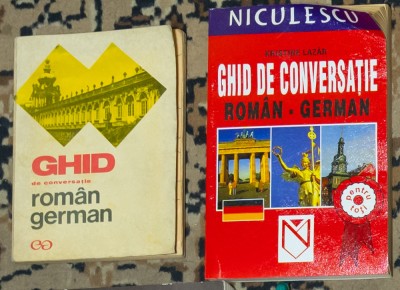 GHID
de conversație
român
german
NICULESCU
GHID DE CONVERSAȚIE
ROMÂN - GERMAN
pentru
toți
N